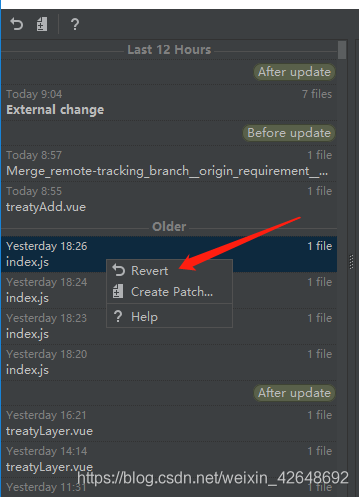 ?
Last 12 Hours
After update
Today 9:04 7 files
External change
Before update
Today 8:57 1 file
Merge_remote-tracking_branch__origin_requirement__...
Today 8:55 1 file
treatyAdd.vue
Older
Yesterday 18:26 1 file
index.js
Revert
Yesterday 18:24 1 file
index.js
Create Patch...
Yesterday 18:23 1 file
index.js
? Help
Yesterday 18:20 1 file
index.js
After update
Yesterday 16:21 1 file
treatyLayer.vue
Yesterday 14:14 1 file
treatyLayer.vue
https://blog.csdn.net/weixin_42648692
Yesterday 11:31 1 file